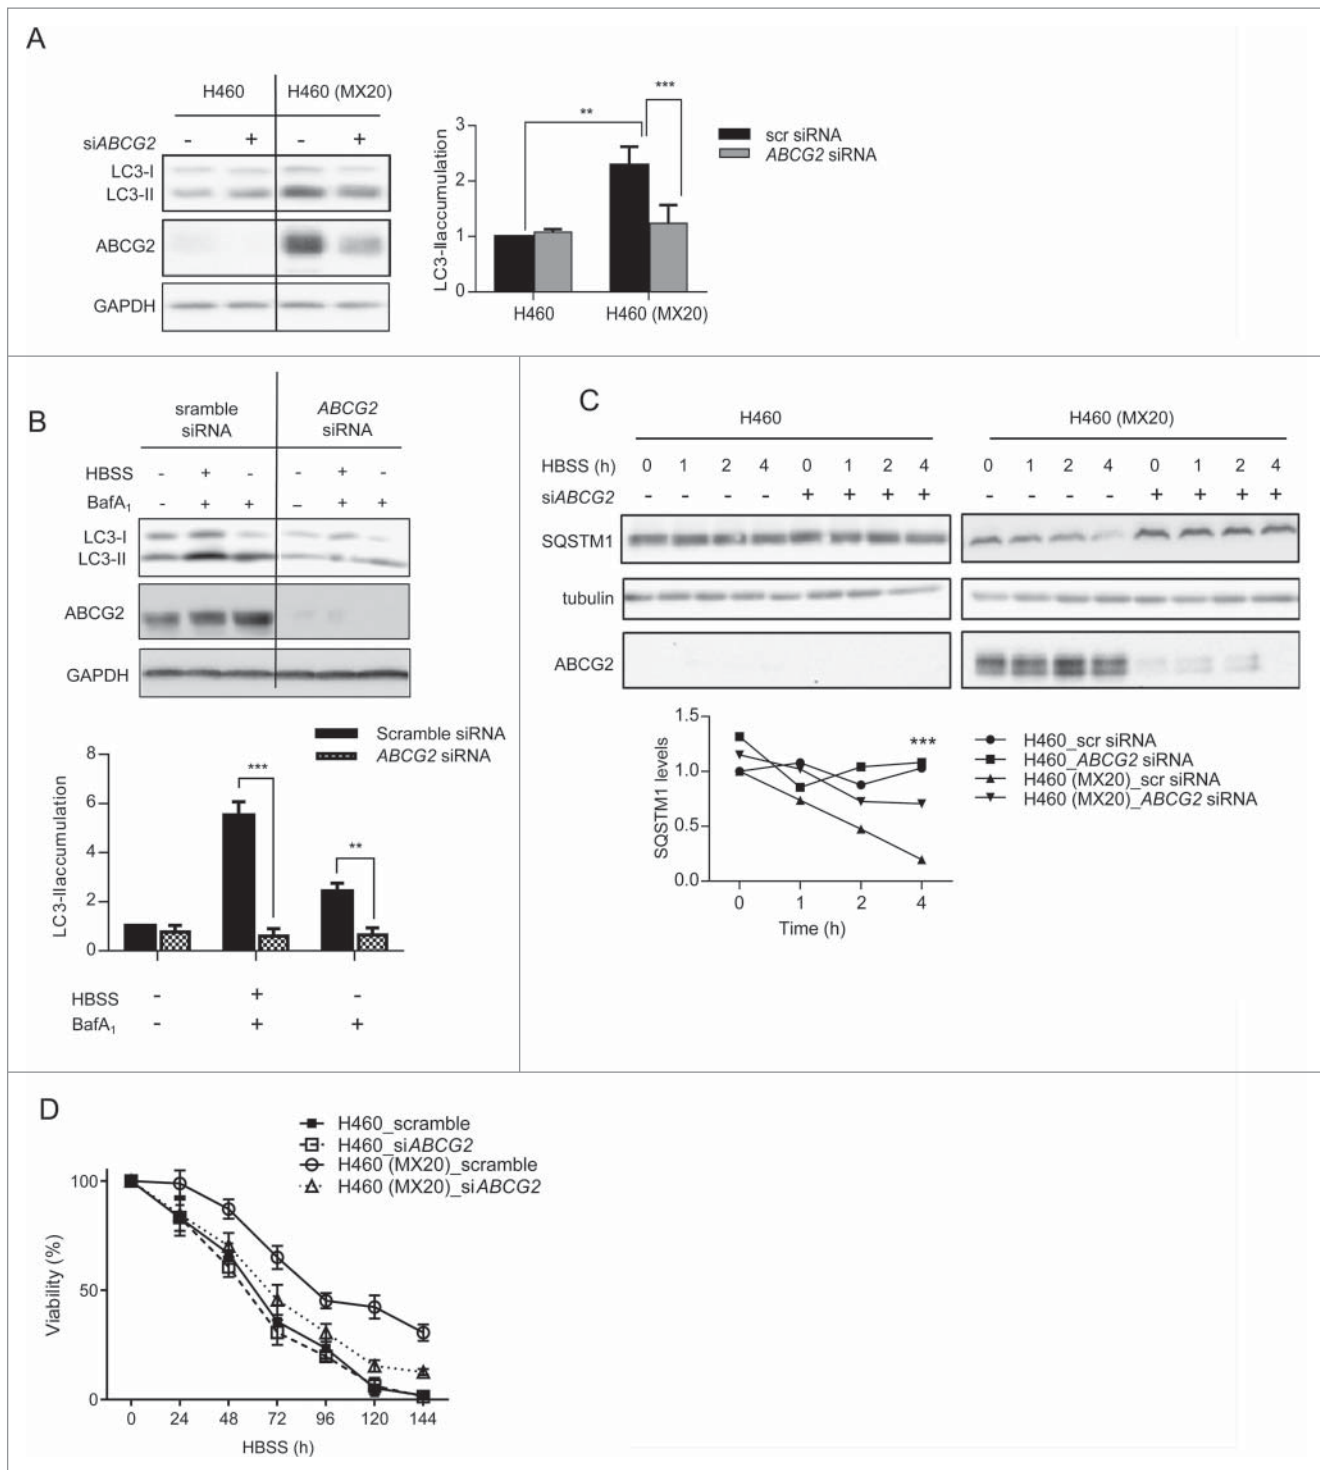 A
H460 H460 (MX20)
siABCG2 - + - +
LC3-I
LC3-II
ABCG2
GAPDH
LC3-IIaccumulation
3
2
1
0
**
***
H460 H460 (MX20)
scr siRNA
ABCG2 siRNA
B
sramble siRNA
ABCG2 siRNA
HBSS - + - - + -
BafA1 - + + – + +
LC3-I
LC3-II
ABCG2
GAPDH
Scramble siRNA
ABCG2 siRNA
LC3-IIaccumulation
8
6
4
2
0
***
**
HBSS - + -
BafA1 - + +
C
H460 H460 (MX20)
HBSS (h) 0 1 2 4 0 1 2 4 0 1 2 4 0 1 2 4
siABCG2 - - - - + + + + - - - - + + + +
SQSTM1
tubulin
ABCG2
SQSTM1 levels
1.5
1.0
0.5
0.0
***
0 1 2 4
Time (h)
H460_scr siRNA
H460_ABCG2 siRNA
H460 (MX20)_scr siRNA
H460 (MX20)_ABCG2 siRNA
D
H460_scramble
H460_siABCG2
H460 (MX20)_scramble
H460 (MX20)_siABCG2
Viability (%)
100
50
0
0 24 48 72 96 120 144
HBSS (h)